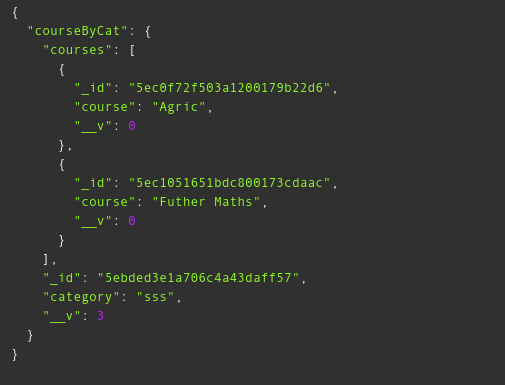 {
  "courseByCat": {
    "courses": [
      {
        "_id": "5ec0f72f503a1200179b22d6",
        "course": "Agric",
        "__v": 0
      },
      {
        "_id": "5ec1051651bdc800173cdaac",
        "course": "Futher Maths",
        "__v": 0
      }
    ],
    "_id": "5ebded3e1a706c4a43daff57",
    "category": "sss",
    "__v": 3
  }
}